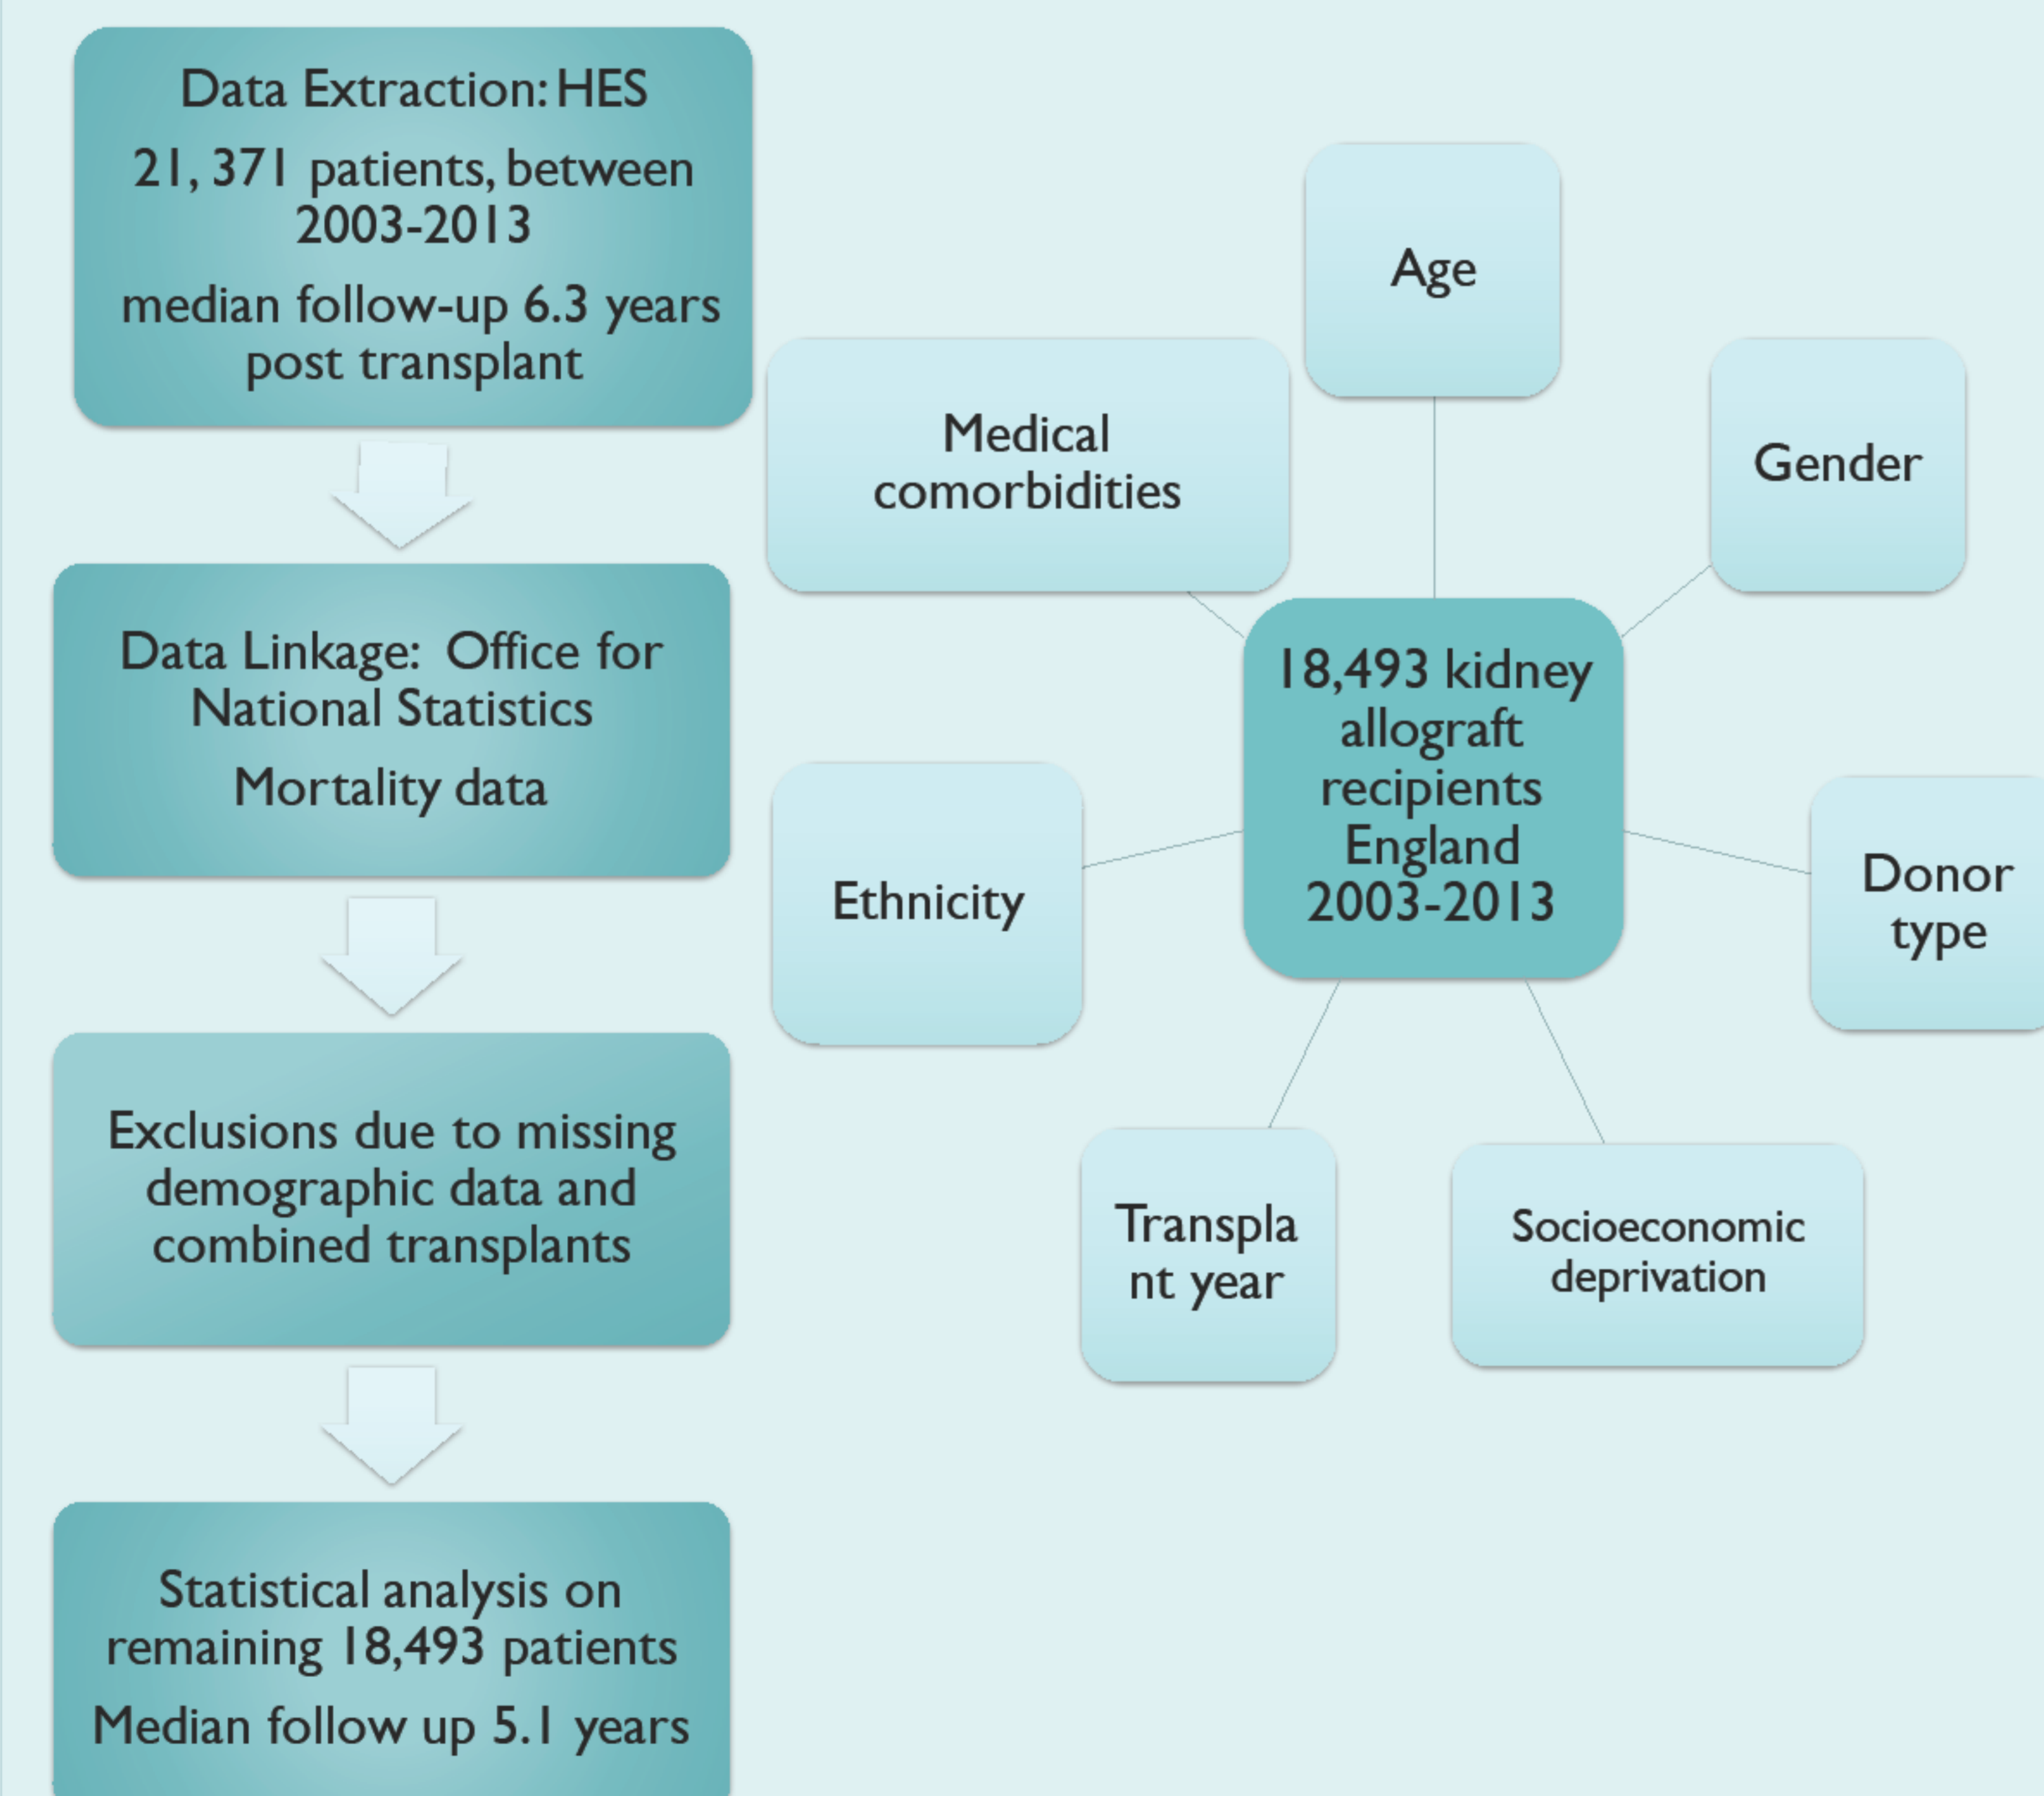 Data Extraction: HES
21, 371 patients, between
2003-2013
median follow-up 6.3 years
post transplant
Data Linkage: Office for
National Statistics
Mortality data
Exclusions due to missing
demographic data and
combined transplants
Statistical analysis on
remaining 18,493 patients
Median follow up 5.1 years
Age
Medical
comorbidities
Gender
18,493 kidney
allograft
recipients
England
2003-2013
Ethnicity
Donor
type
Transpla
nt year
Socioeconomic
deprivation